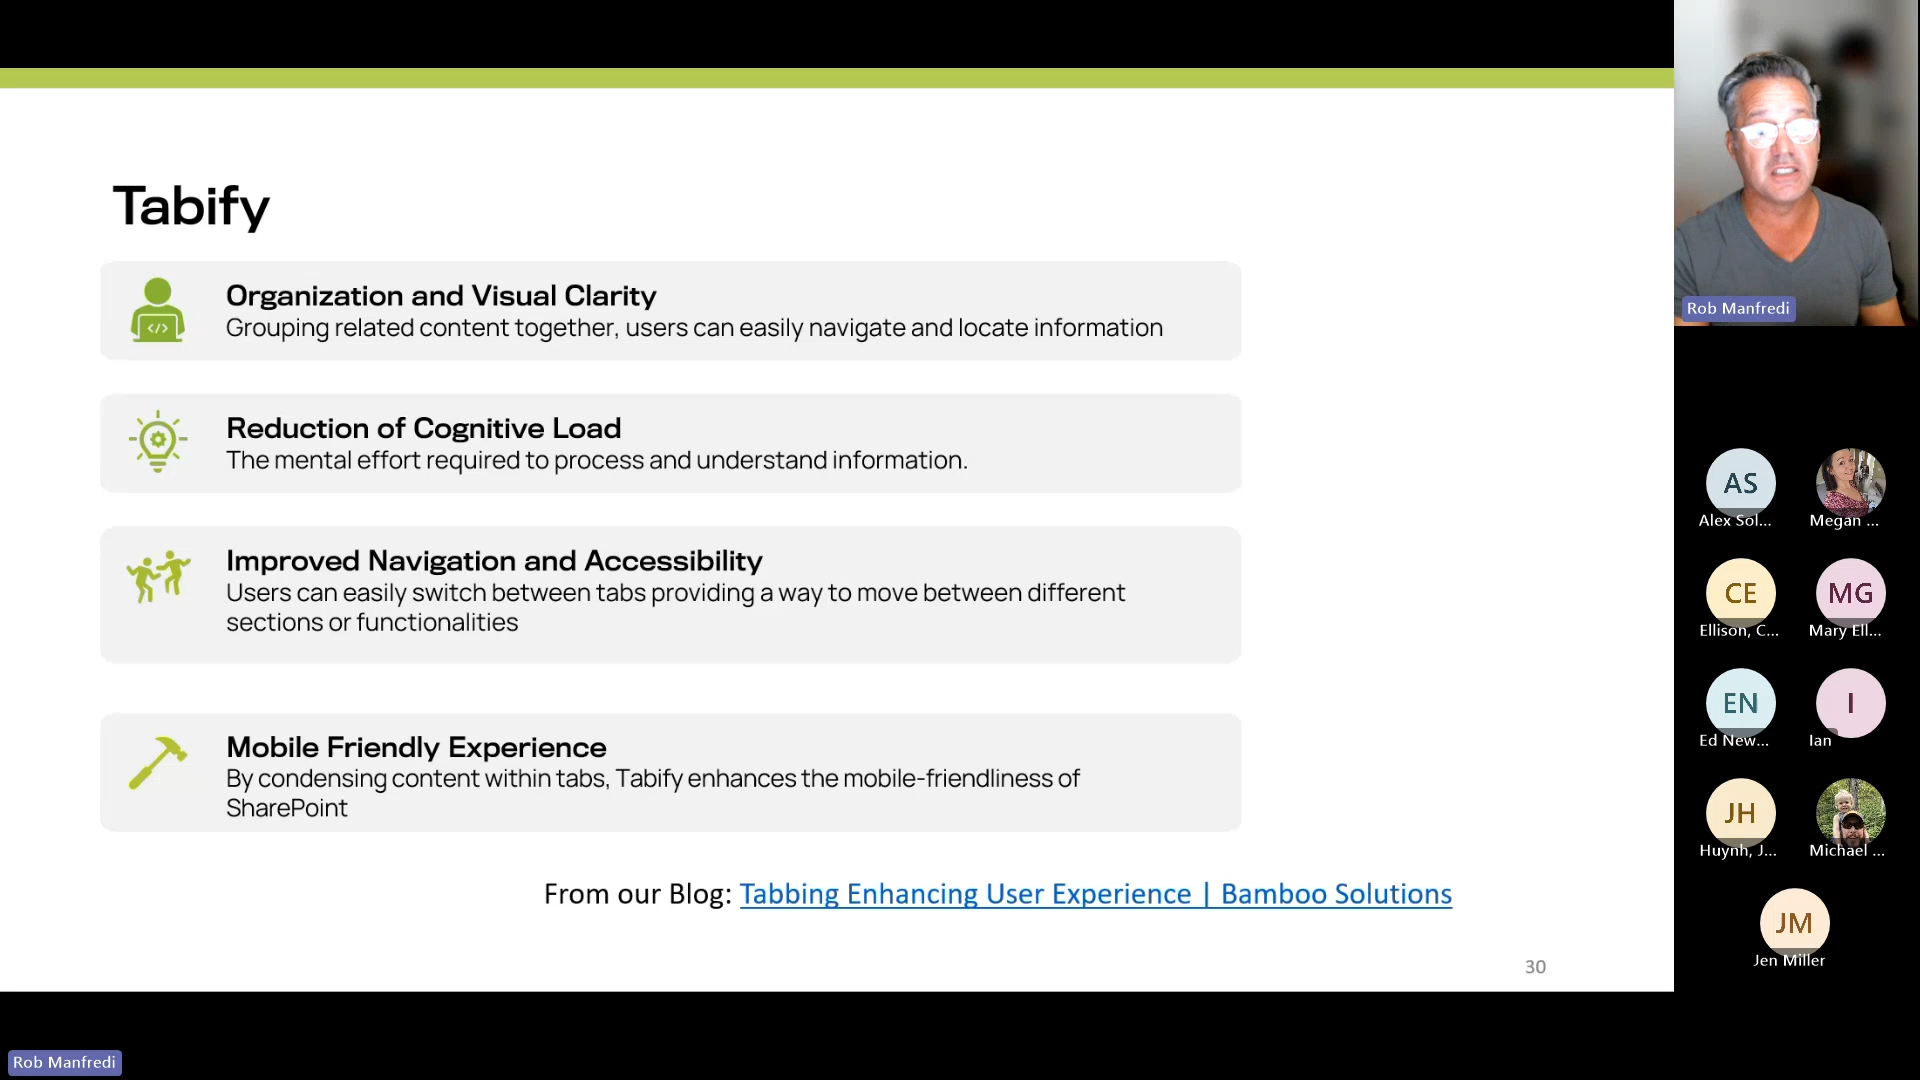 Tabify
Organization and Visual Clarity
Grouping related content together, users can easily navigate and locate information
Reduction of Cognitive Load
The mental effort required to process and understand information.
Improved Navigation and Accessibility
Users can easily switch between tabs providing a way to move between different
sections or functionalities
Mobile Friendly Experience
By condensing content within tabs, Tabify enhances the mobile-friendliness of
SharePoint
From our Blog: Tabbing Enhancing User Experience | Bamboo Solutions
30
Rob Manfredi
Rob Manfredi
AS
Alex Sol...
Megan ...
CE
Ellison, C...
MG
Mary Ell...
EN
Ed New...
I
Ian
JH
Huynh, J...
Michael ...
JM
Jen Miller